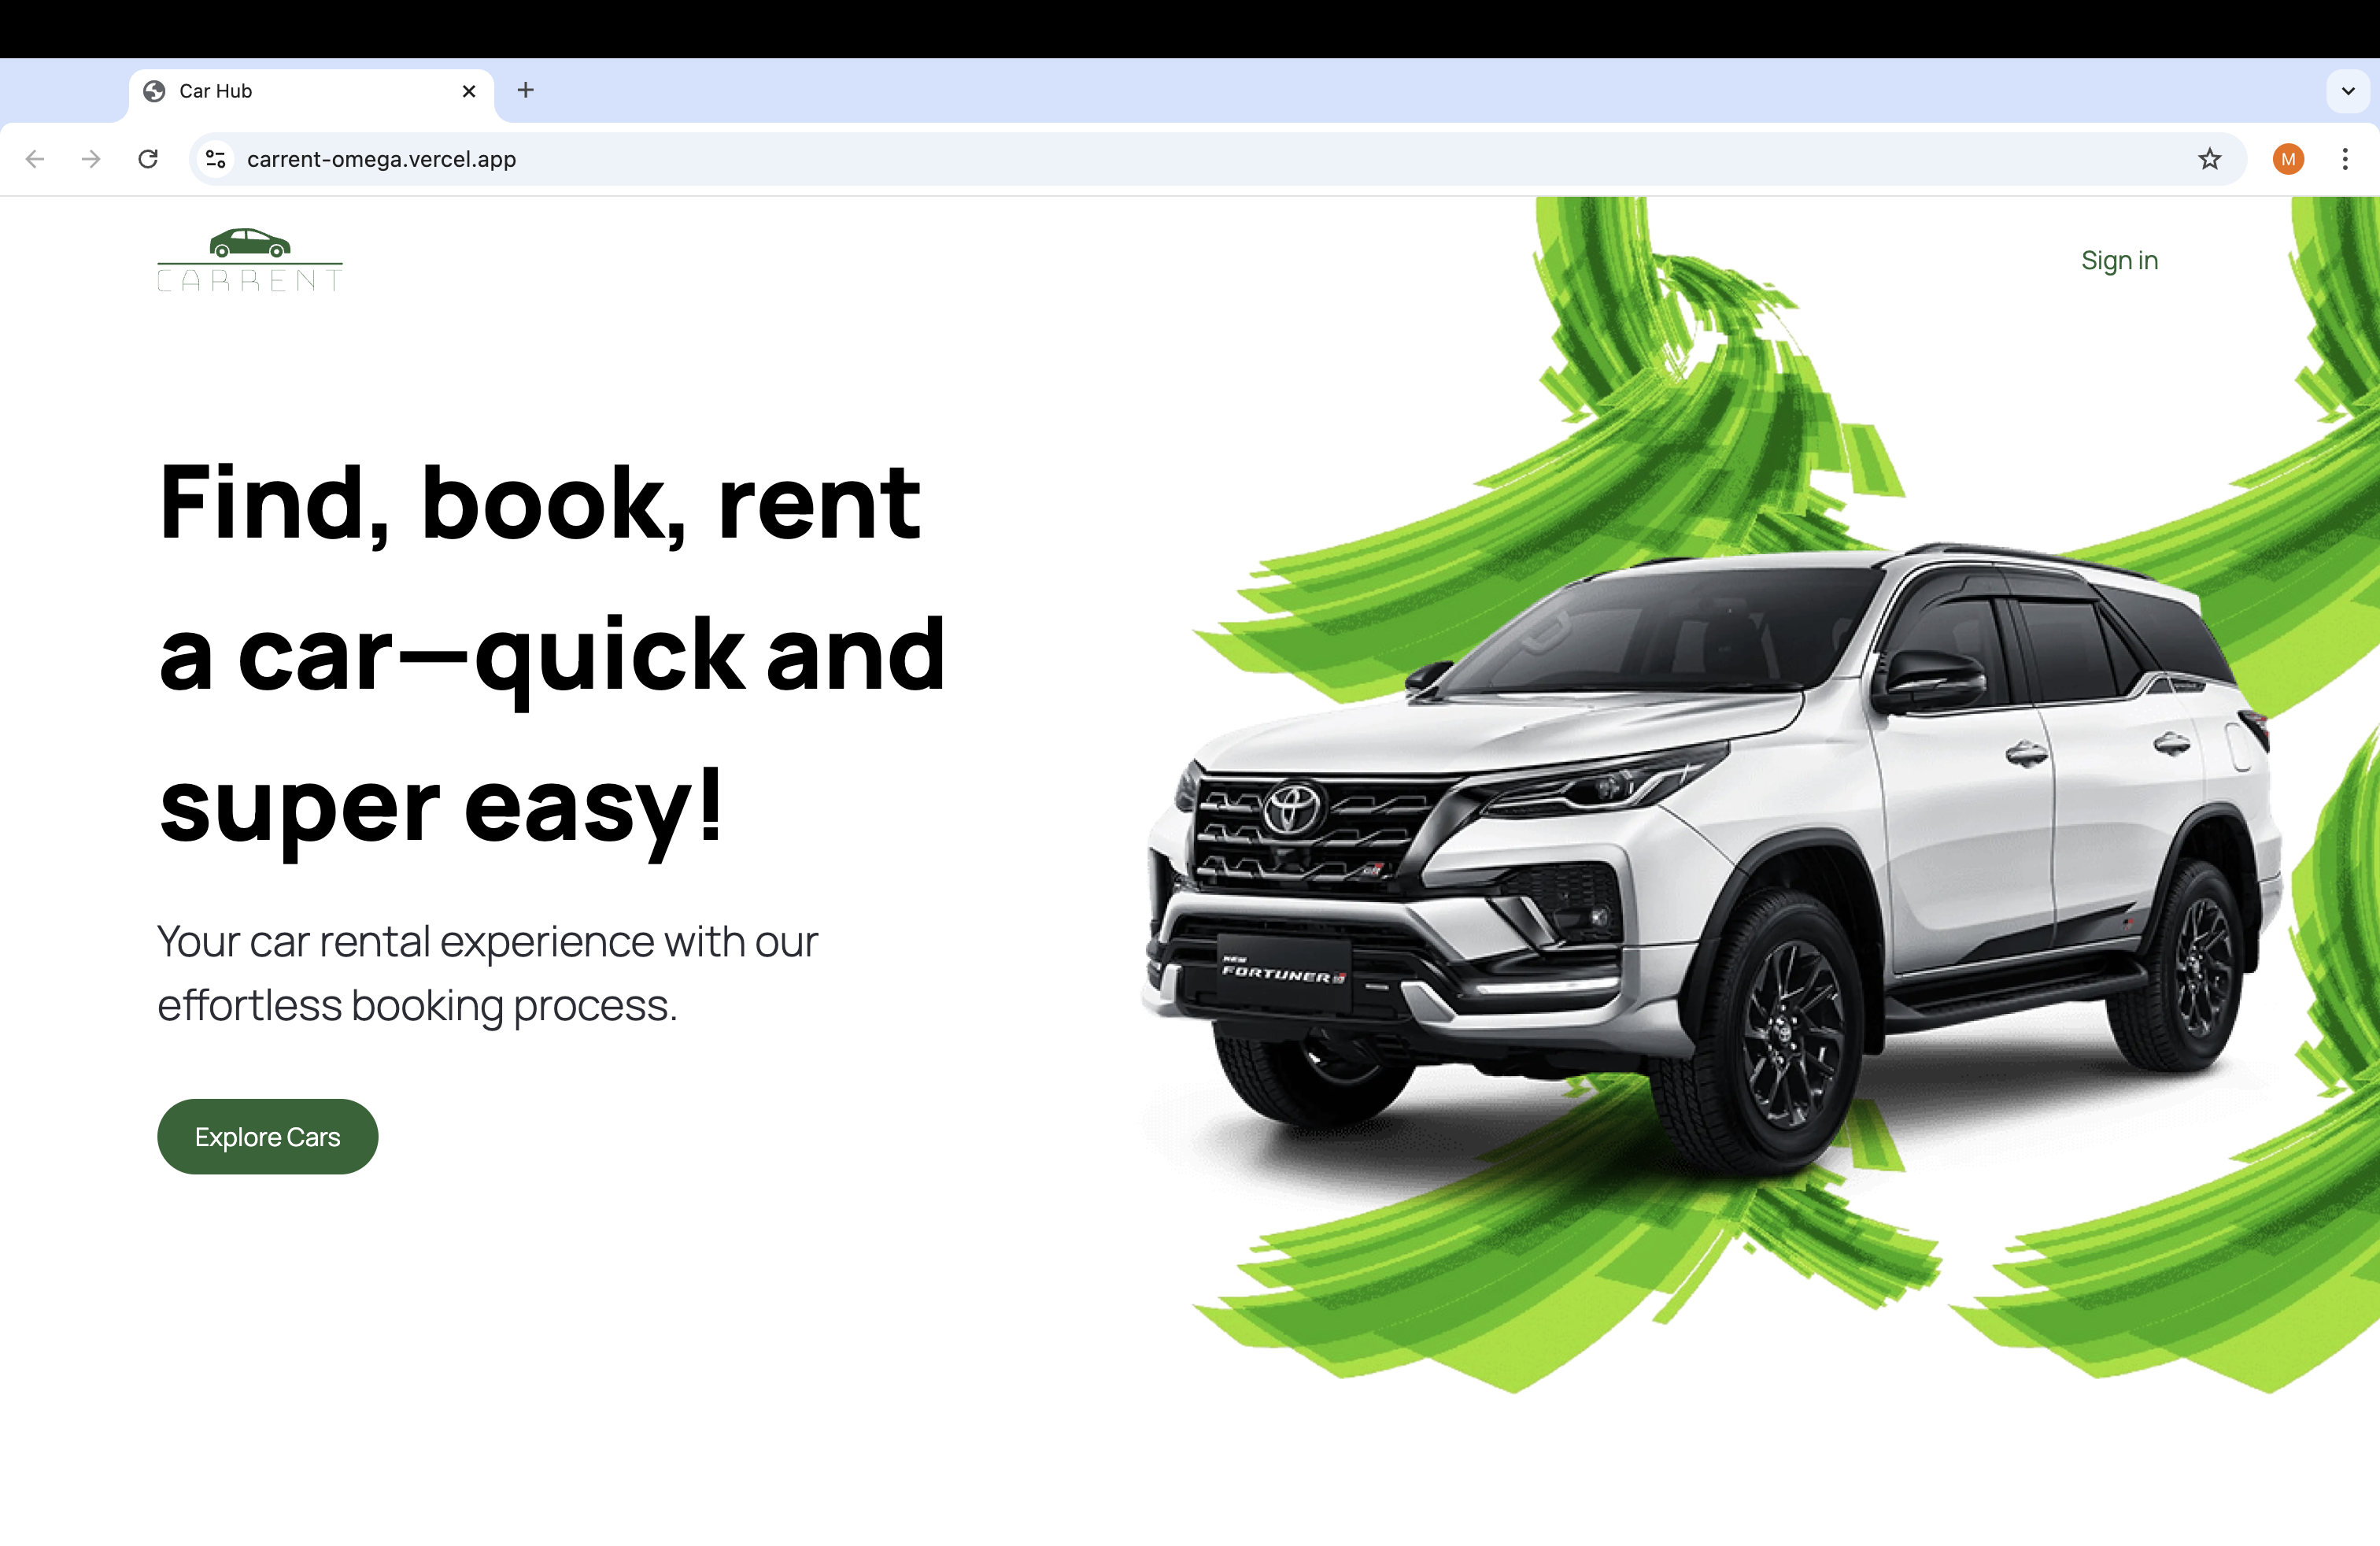 Car Hub
carrent-omega.vercel.app
M
CARRENT
Sign in
Find, book, rent
a car—quick and
super easy!
Your car rental experience with our
effortless booking process.
Explore Cars
NEW
FORTUNER